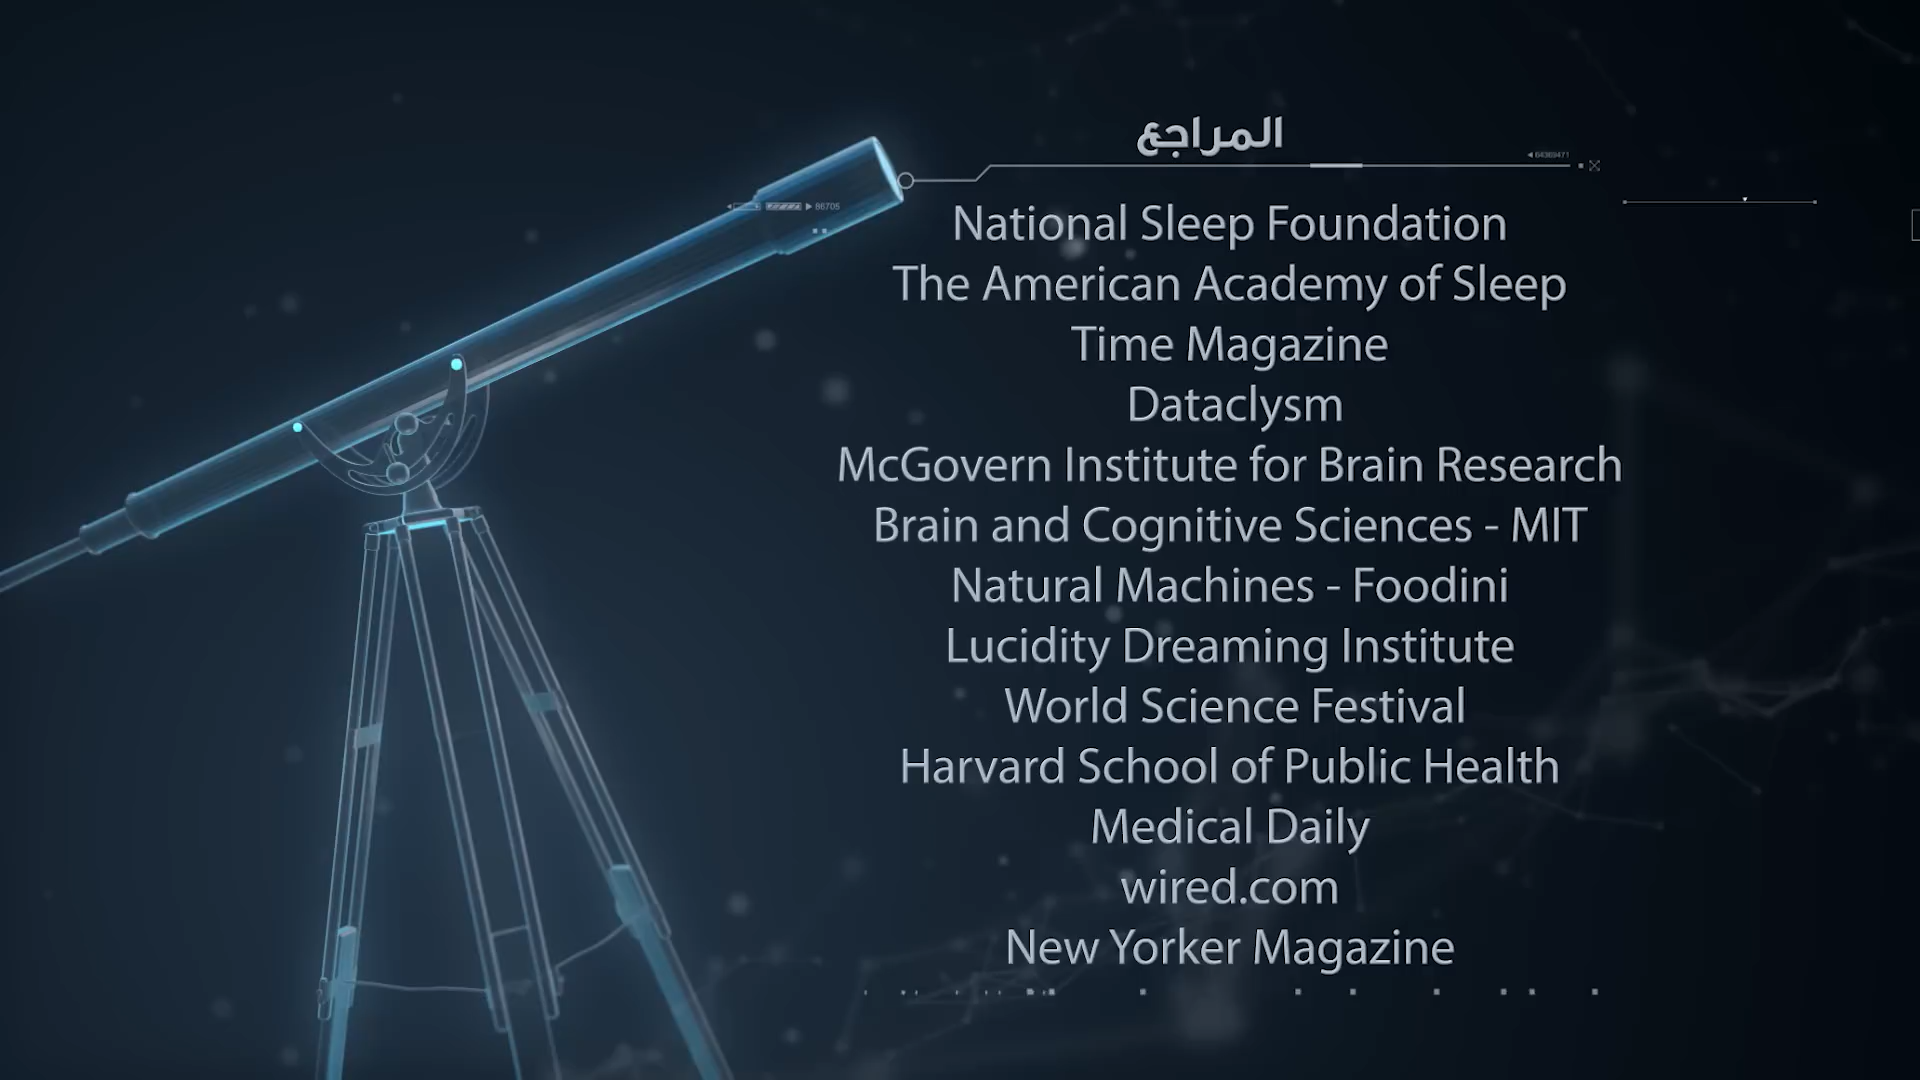 المراجع
64369471
86705
National Sleep Foundation
The American Academy of Sleep
Time Magazine
Dataclysm
McGovern Institute for Brain Research
Brain and Cognitive Sciences - MIT
Natural Machines - Foodini
Lucidity Dreaming Institute
World Science Festival
Harvard School of Public Health
Medical Daily
wired.com
New Yorker Magazine